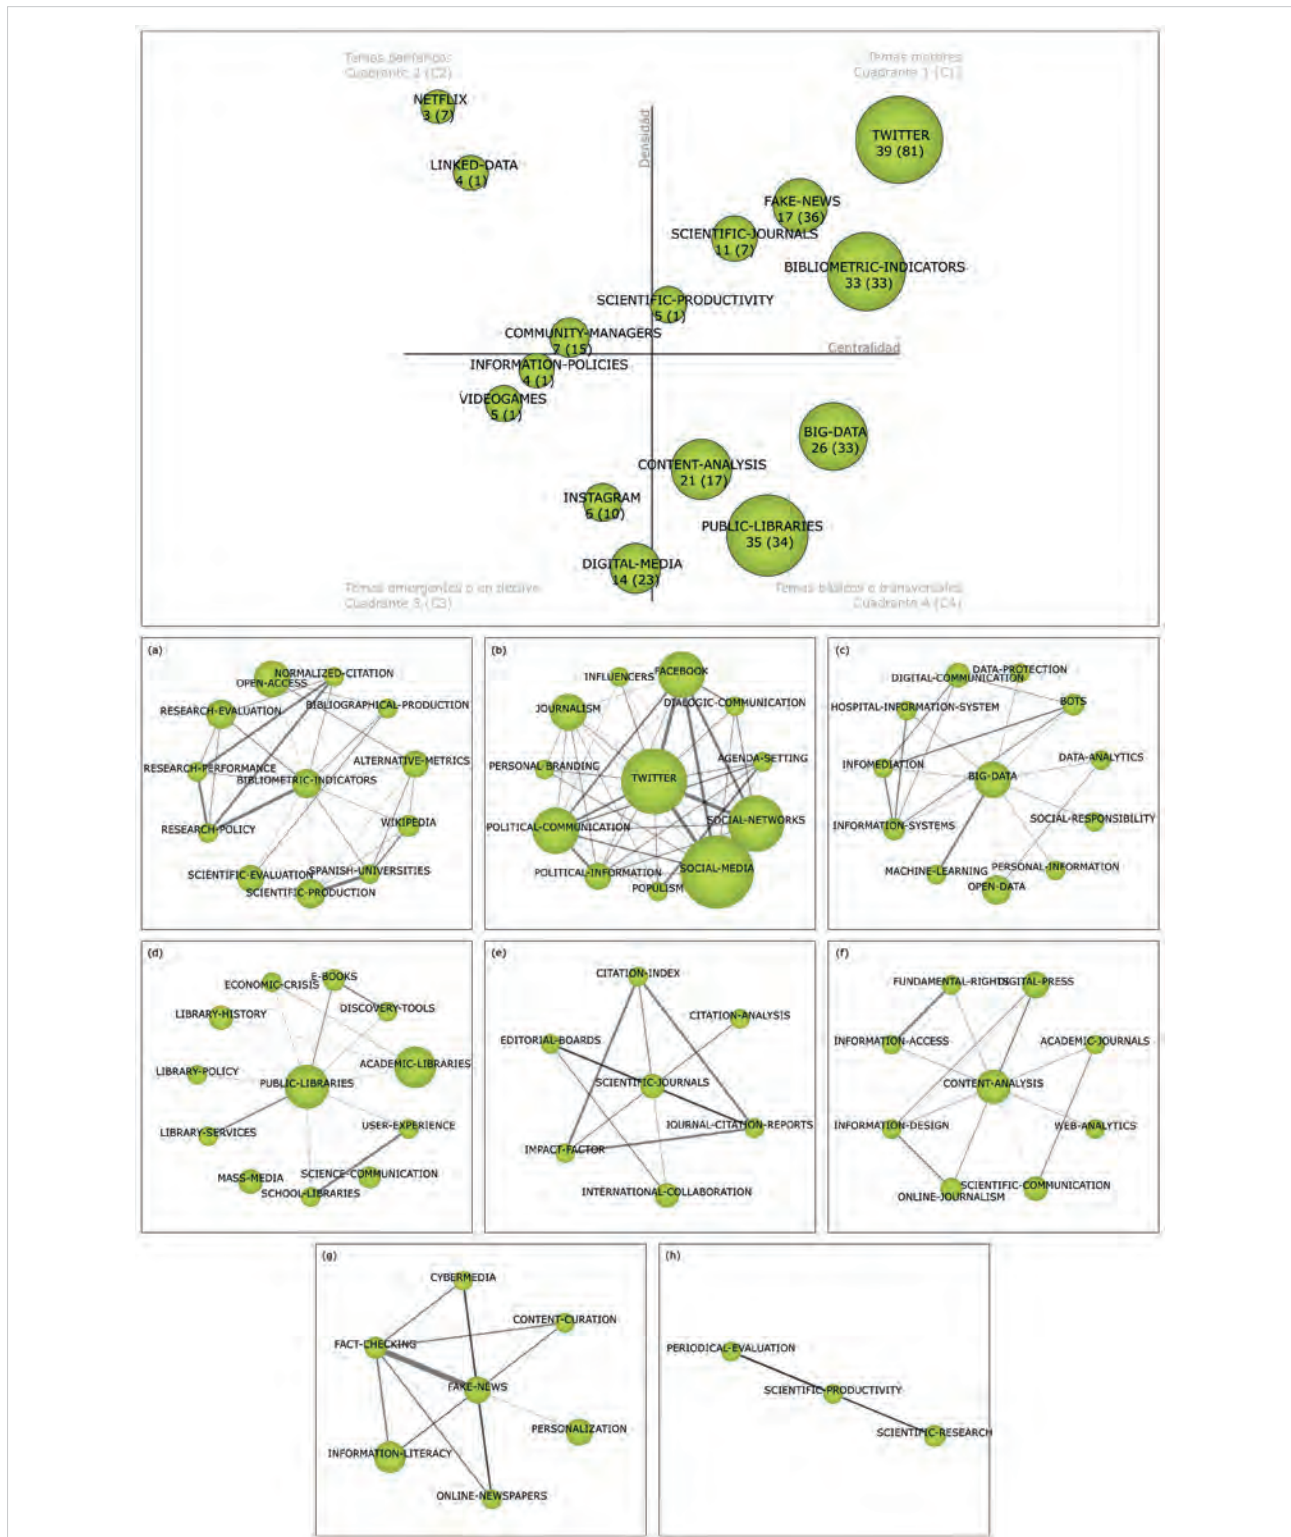 Temas periféricos
Cuadrante 2 (C2)
Temas motores
Cuadrante 1 (C1)
NETFLIX
3 (7)
LINKED-DATA
4 (1)
Densidad
TWITTER
39 (81)
FAKE-NEWS
17 (36)
SCIENTIFIC-JOURNALS
11 (7)
BIBLIOMETRIC-INDICATORS
33 (33)
SCIENTIFIC-PRODUCTIVITY
5 (1)
COMMUNITY-MANAGERS
7 (15)
Centralidad
INFORMATION-POLICIES
4 (1)
VIDEOGAMES
5 (1)
BIG-DATA
26 (33)
CONTENT-ANALYSIS
21 (17)
INSTAGRAM
6 (10)
PUBLIC-LIBRARIES
35 (34)
DIGITAL-MEDIA
14 (23)
Temas emergentes o en declive
Cuadrante 3 (C3)
Temas básicos o transversales
Cuadrante 4 (C4)
(a)
NORMALIZED-CITATION
OPEN-ACCESS
RESEARCH-EVALUATION
BIBLIOGRAPHICAL-PRODUCTION
ALTERNATIVE-METRICS
RESEARCH-PERFORMANCE
BIBLIOMETRIC-INDICATORS
WIKIPEDIA
RESEARCH-POLICY
SPANISH-UNIVERSITIES
SCIENTIFIC-EVALUATION
SCIENTIFIC-PRODUCTION
(b)
FACEBOOK
INFLUENCERS
DIALOGIC-COMMUNICATION
JOURNALISM
AGENDA-SETTING
PERSONAL-BRANDING
TWITTER
POLITICAL-COMMUNICATION
SOCIAL-NETWORKS
POLITICAL-INFORMATION
SOCIAL-MEDIA
POPULISM
(c)
DATA-PROTECTION
DIGITAL-COMMUNICATION
HOSPITAL-INFORMATION-SYSTEM
BOTS
DATA-ANALYTICS
INFOMEDIATION
BIG-DATA
SOCIAL-RESPONSIBILITY
INFORMATION-SYSTEMS
PERSONAL-INFORMATION
MACHINE-LEARNING
OPEN-DATA
(d)
E-BOOKS
ECONOMIC-CRISIS
DISCOVERY-TOOLS
LIBRARY-HISTORY
ACADEMIC-LIBRARIES
LIBRARY-POLICY
PUBLIC-LIBRARIES
USER-EXPERIENCE
LIBRARY-SERVICES
SCIENCE-COMMUNICATION
MASS-MEDIA
SCHOOL-LIBRARIES
(e)
CITATION-INDEX
CITATION-ANALYSIS
EDITORIAL-BOARDS
SCIENTIFIC-JOURNALS
JOURNAL-CITATION-REPORTS
IMPACT-FACTOR
INTERNATIONAL-COLLABORATION
(f)
FUNDAMENTAL-RIGHTS
DIGITAL-PRESS
INFORMATION-ACCESS
ACADEMIC-JOURNALS
CONTENT-ANALYSIS
INFORMATION-DESIGN
WEB-ANALYTICS
SCIENTIFIC-COMMUNICATION
ONLINE-JOURNALISM
(g)
CYBERMEDIA
CONTENT-CURATION
FACT-CHECKING
FAKE-NEWS
PERSONALIZATION
INFORMATION-LITERACY
ONLINE-NEWSPAPERS
(h)
PERIODICAL-EVALUATION
SCIENTIFIC-PRODUCTIVITY
SCIENTIFIC-RESEARCH